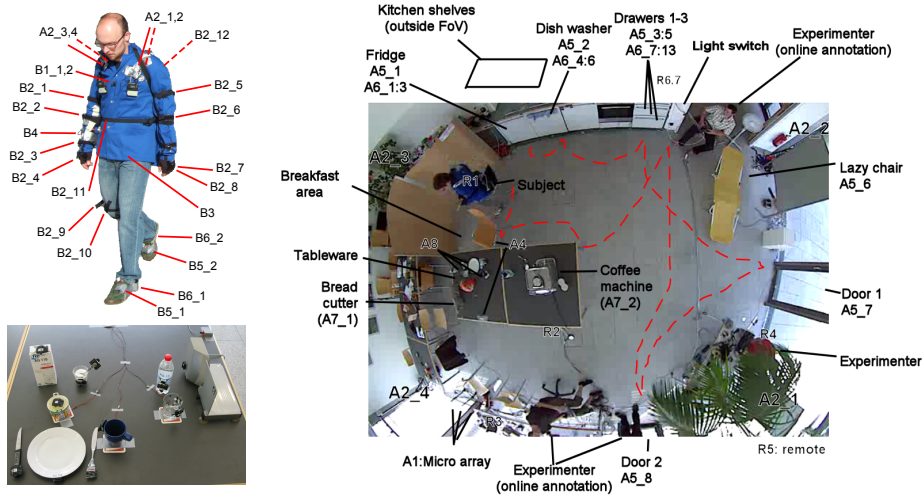 A2_3,4
A2_1,2
B2_12
B1_1,2
B2_1
B2_2
B4
B2_3
B2_4
B2_5
B2_6
B2_7
B2_8
B2_11
B3
B2_9
B2_10
B6_2
B5_2
B6_1
B5_1
Kitchen shelves
(outside FoV)
Dish washer
A5_2
A6_4:6
Drawers 1-3
A5_3:5
A6_7:13
Light switch
Experimenter
(online annotation)
Fridge
A5_1
A6_1:3
R6,7
A2_2
A2_3
R1
Subject
Lazy chair
A5_6
Breakfast
area
A8
A4
Tableware
Bread
cutter
(A7_1)
Coffee
machine
(A7_2)
Door 1
A5_7
R2
R4
Experimenter
A2_4
A2_1
R3
A1:Micro array
Experimenter
(online annotation)
Door 2
A5_8
R5: remote